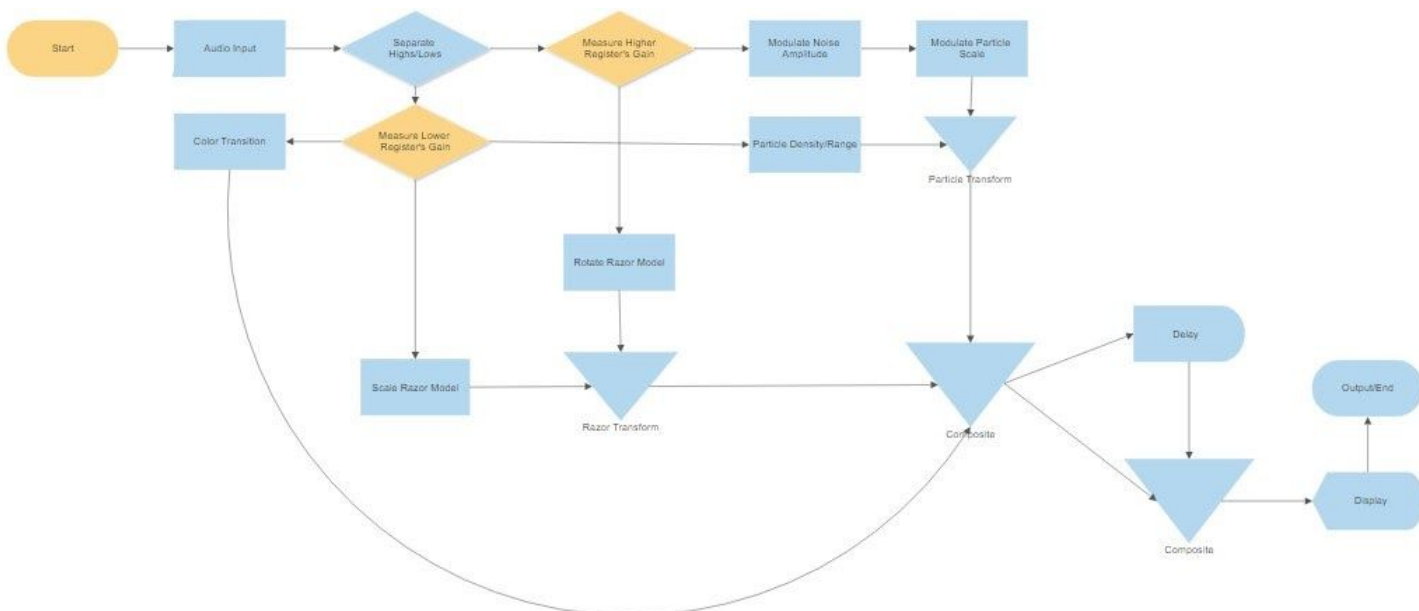 Start
Audio Input
Separate
Highs/Lows
Measure Higher
Register's Gain
Modulate Noise
Amplitude
Modulate Particle
Scale
Color Transition
Measure Lower
Register's Gain
Particle Density/Range
Particle Transform
Rotate Razor Model
Delay
Scale Razor Model
Output/End
Razor Transform
Composite
Display
Composite